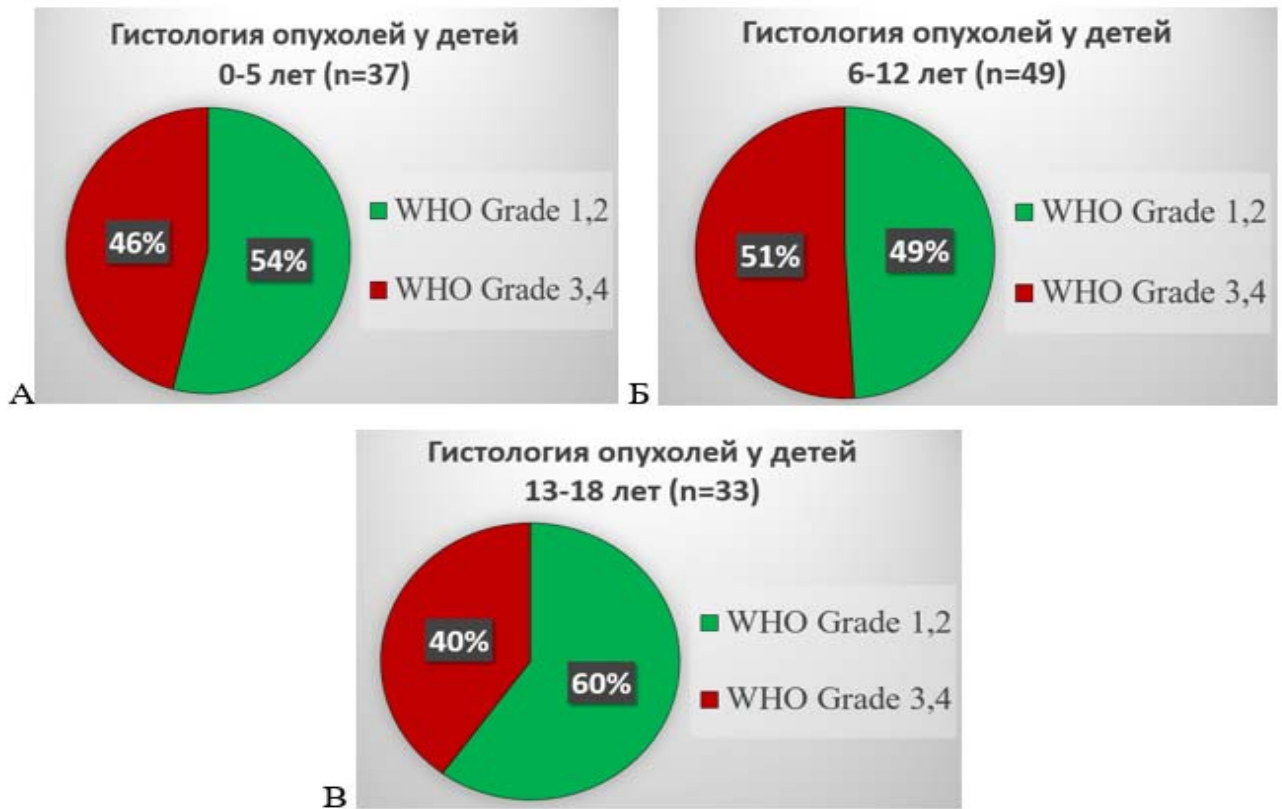 Гистология опухолей у детей
0-5 лет (n=37)
46%
54%
WHO Grade 1,2
WHO Grade 3,4
А
Гистология опухолей у детей
6-12 лет (n=49)
51%
49%
WHO Grade 1,2
WHO Grade 3,4
Б
Гистология опухолей у детей
13-18 лет (n=33)
40%
60%
WHO Grade 1,2
WHO Grade 3,4
В